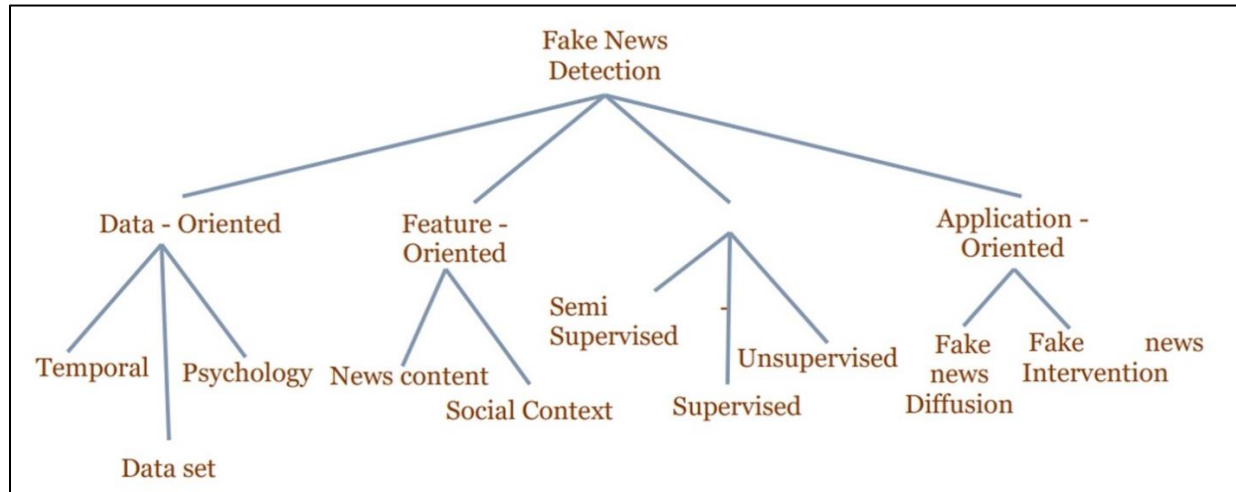 Fake News
Detection
Data - Oriented
Feature -
Oriented
Application -
Oriented
Temporal
Psychology
Data set
News content
Social Context
Semi -
Supervised
Supervised
Unsupervised
Fake
news
Diffusion
Fake news
Intervention